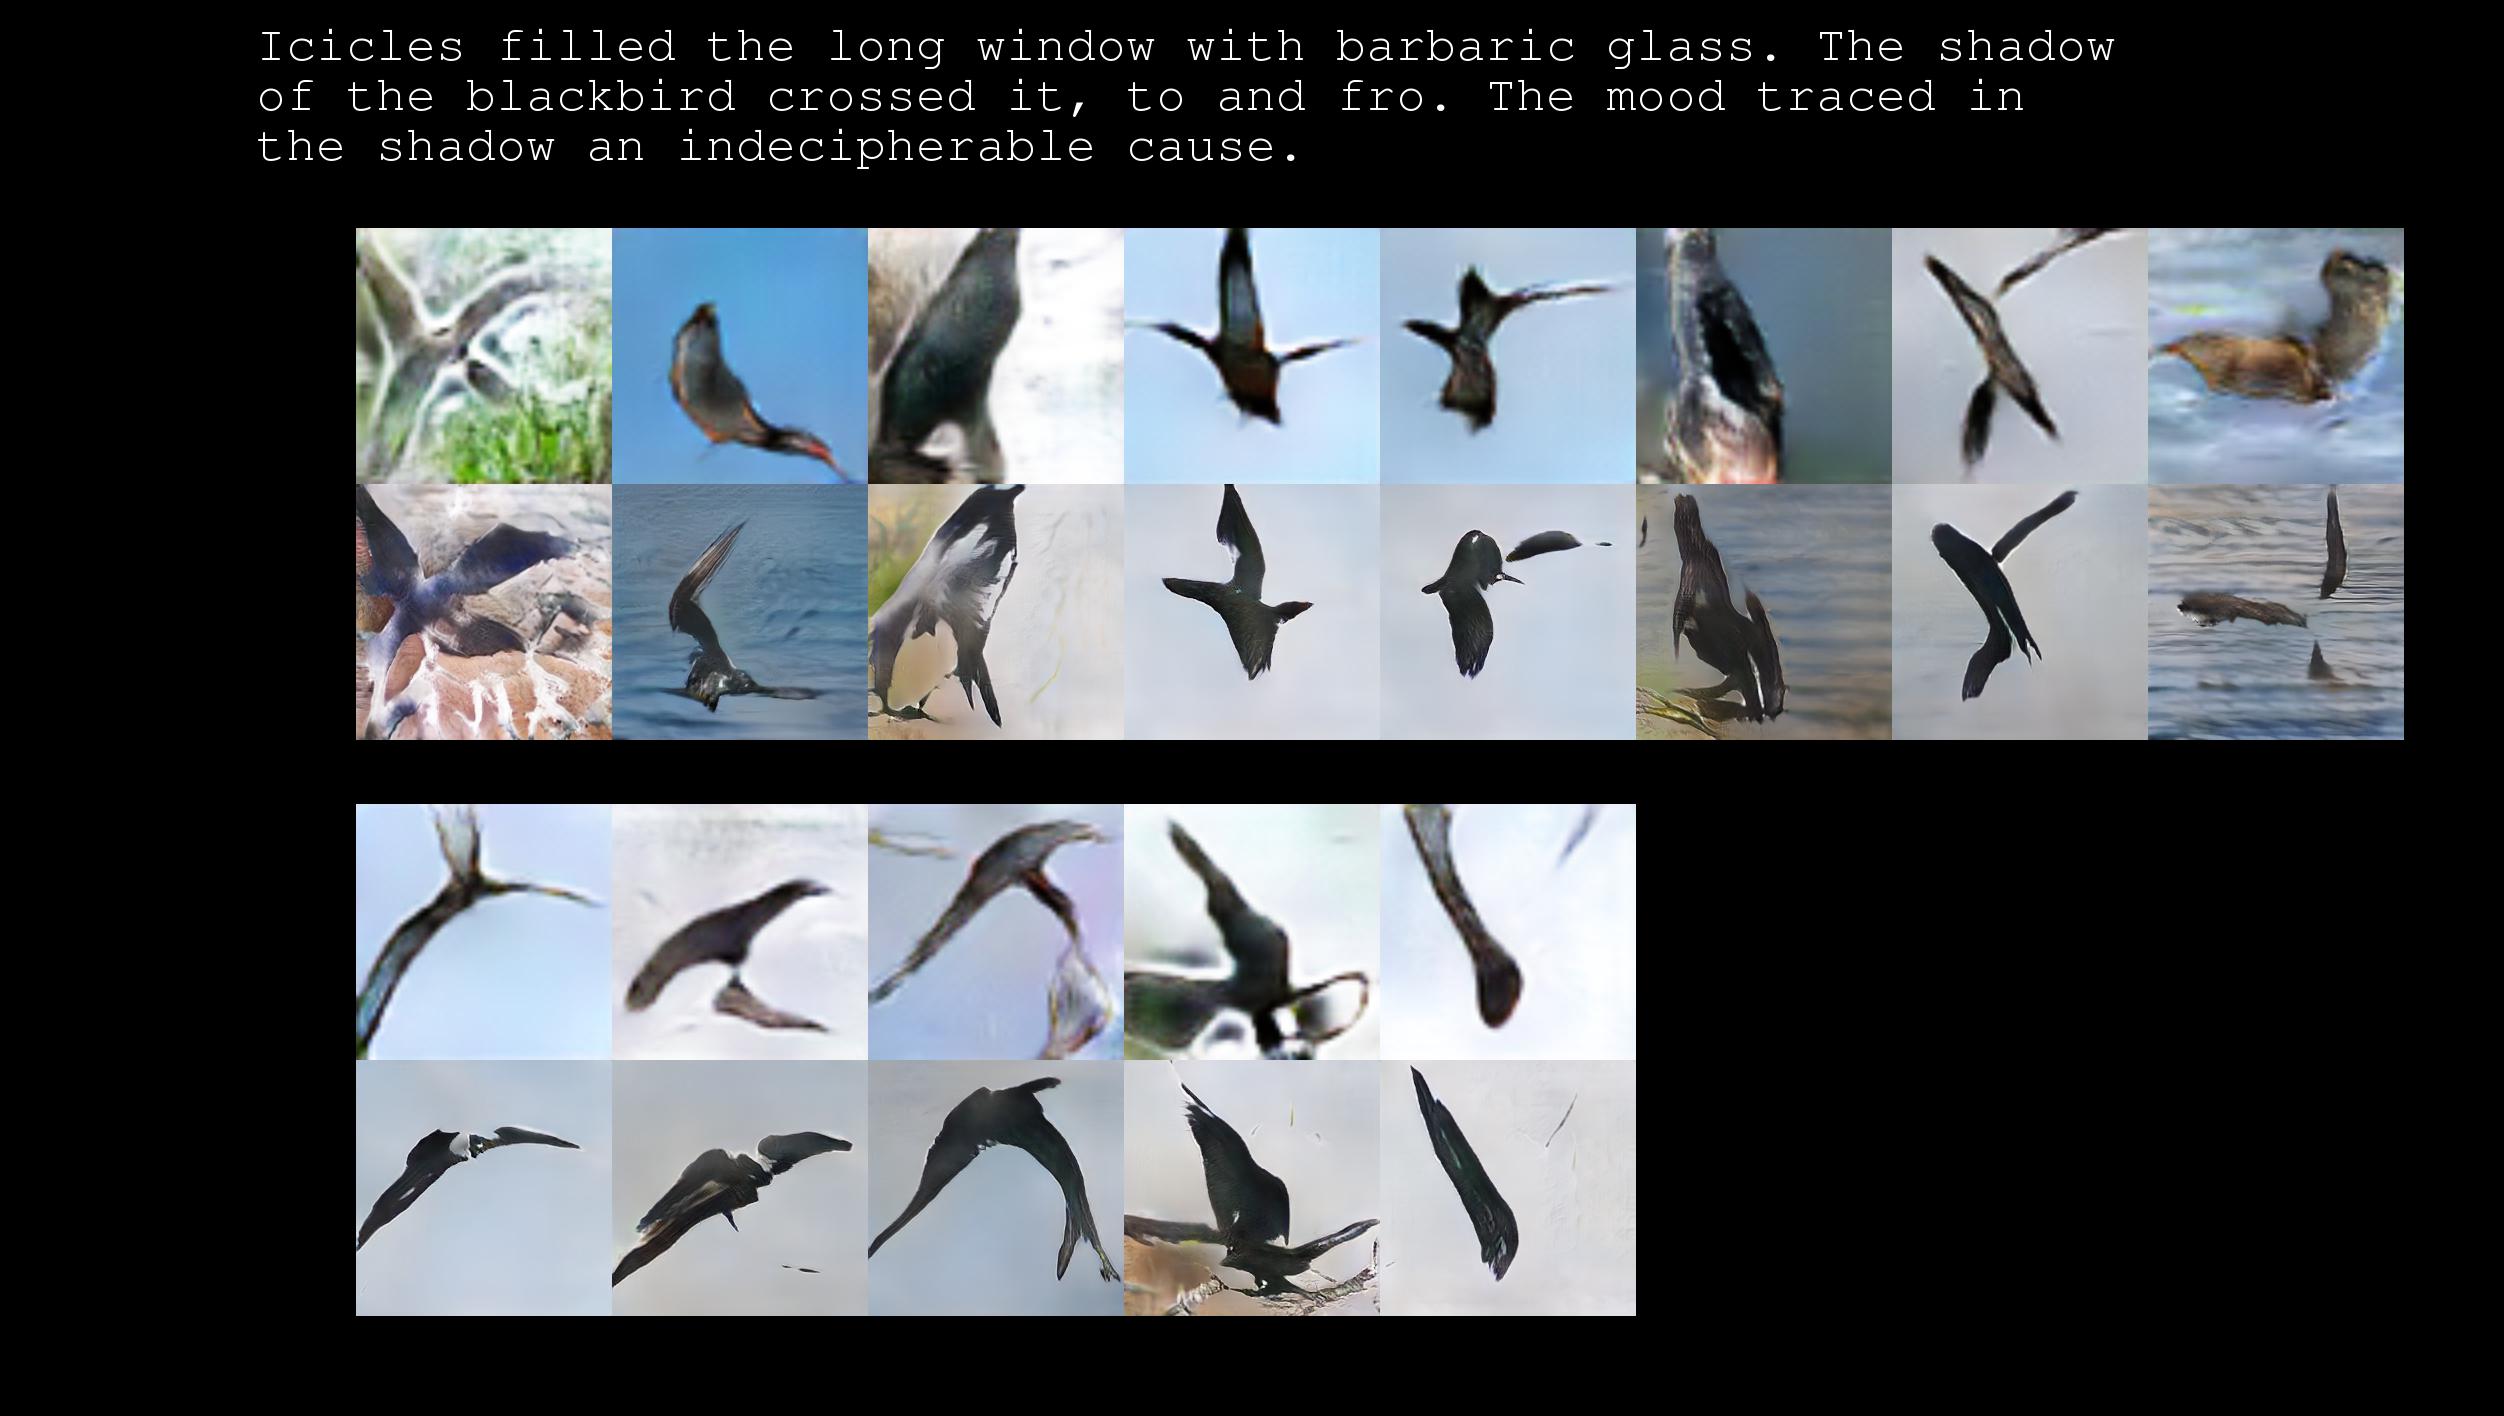 Icicles filled the long window with barbaric glass. The shadow
of the blackbird crossed it, to and fro. The mood traced in
the shadow an indecipherable cause.